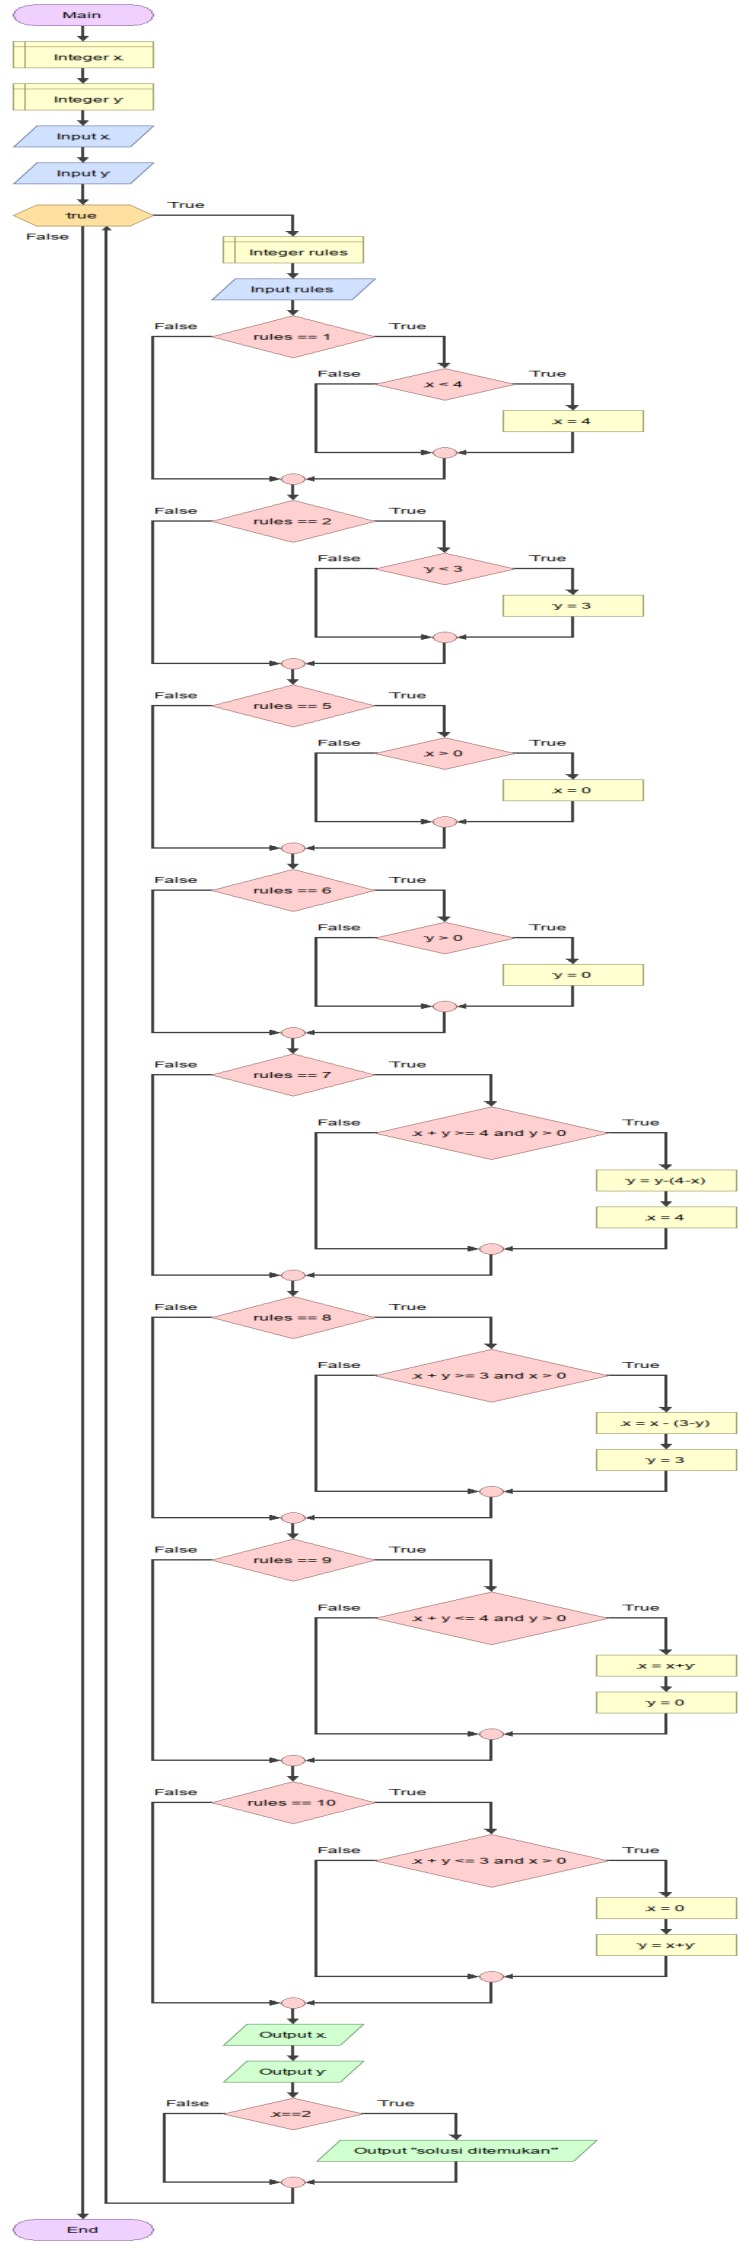 Main
Integer x
Integer y
Input x
Input y
true
True
False
Integer rules
Input rules
False
rules == 1
True
False
x < 4
True
x = 4
False
rules == 2
True
False
y < 3
True
y = 3
False
rules == 5
True
False
x > 0
True
x = 0
False
rules == 6
True
False
y > 0
True
y = 0
False
rules == 7
True
False
x + y >= 4 and y > 0
True
y = y-(4-x)
x = 4
False
rules == 8
True
False
x + y >= 3 and x > 0
True
x = x - (3-y)
y = 3
False
rules == 9
True
False
x + y <= 4 and y > 0
True
x = x+y
y = 0
False
rules == 10
True
False
x + y <= 3 and x > 0
True
x = 0
y = x+y
Output x
Output y
False
x==2
True
Output "solusi ditemukan"
End